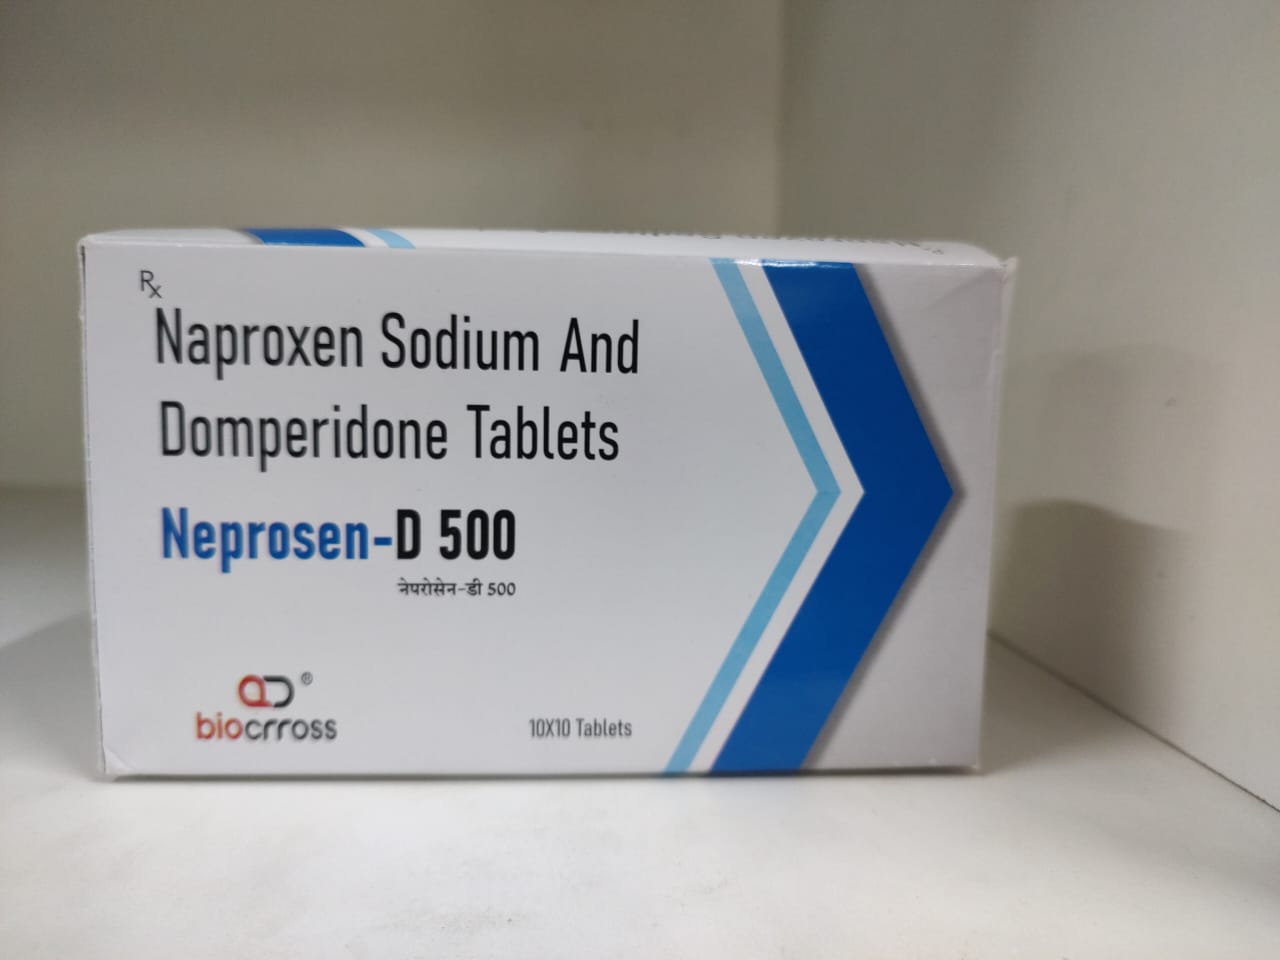 Rx
Naproxen Sodium And
Domperidone Tablets
Neprosen-D 500
नेपरोसेन-डी 500
®
biocrross
10X10 Tablets